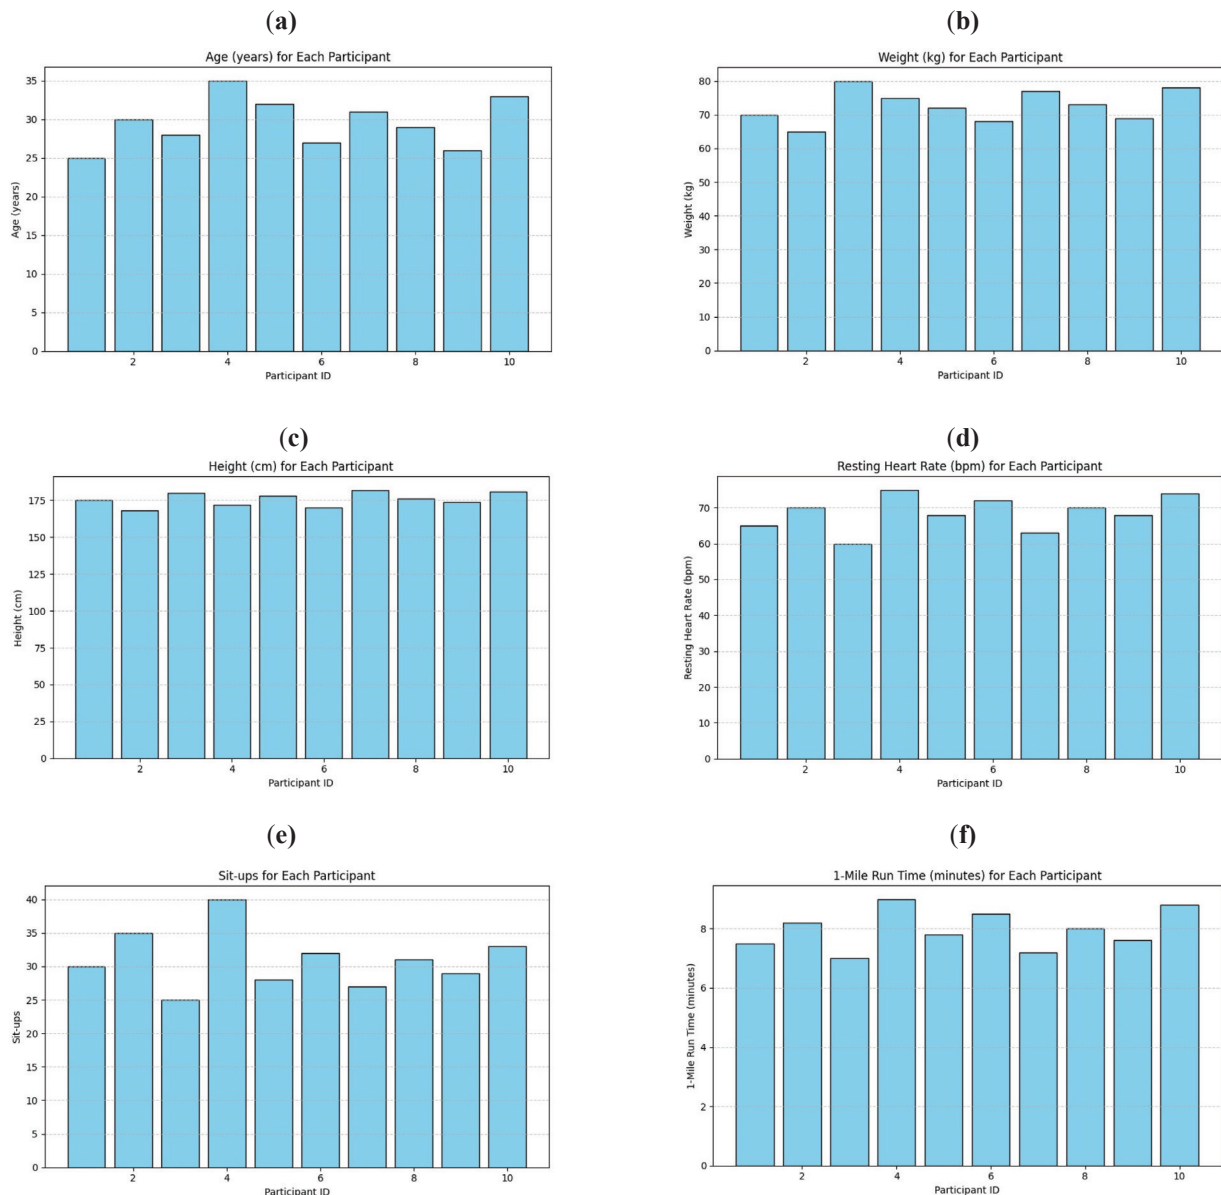 (a)
Age (years) for Each Participant
35
30
25
20
15
10
5
0
Age (years)
2 4 6 8 10
Participant ID
(b)
Weight (kg) for Each Participant
80
70
60
50
40
30
20
10
0
Weight (kg)
2 4 6 8 10
Participant ID
(c)
Height (cm) for Each Participant
175
150
125
100
75
50
25
0
Height (cm)
2 4 6 8 10
Participant ID
(d)
Resting Heart Rate (bpm) for Each Participant
70
60
50
40
30
20
10
0
Resting Heart Rate (bpm)
2 4 6 8 10
Participant ID
(e)
Sit-ups for Each Participant
40
35
30
25
20
15
10
5
0
Sit-ups
2 4 6 8 10
Participant ID
(f)
1-Mile Run Time (minutes) for Each Participant
8
6
4
2
0
1-Mile Run Time (minutes)
2 4 6 8 10
Participant ID